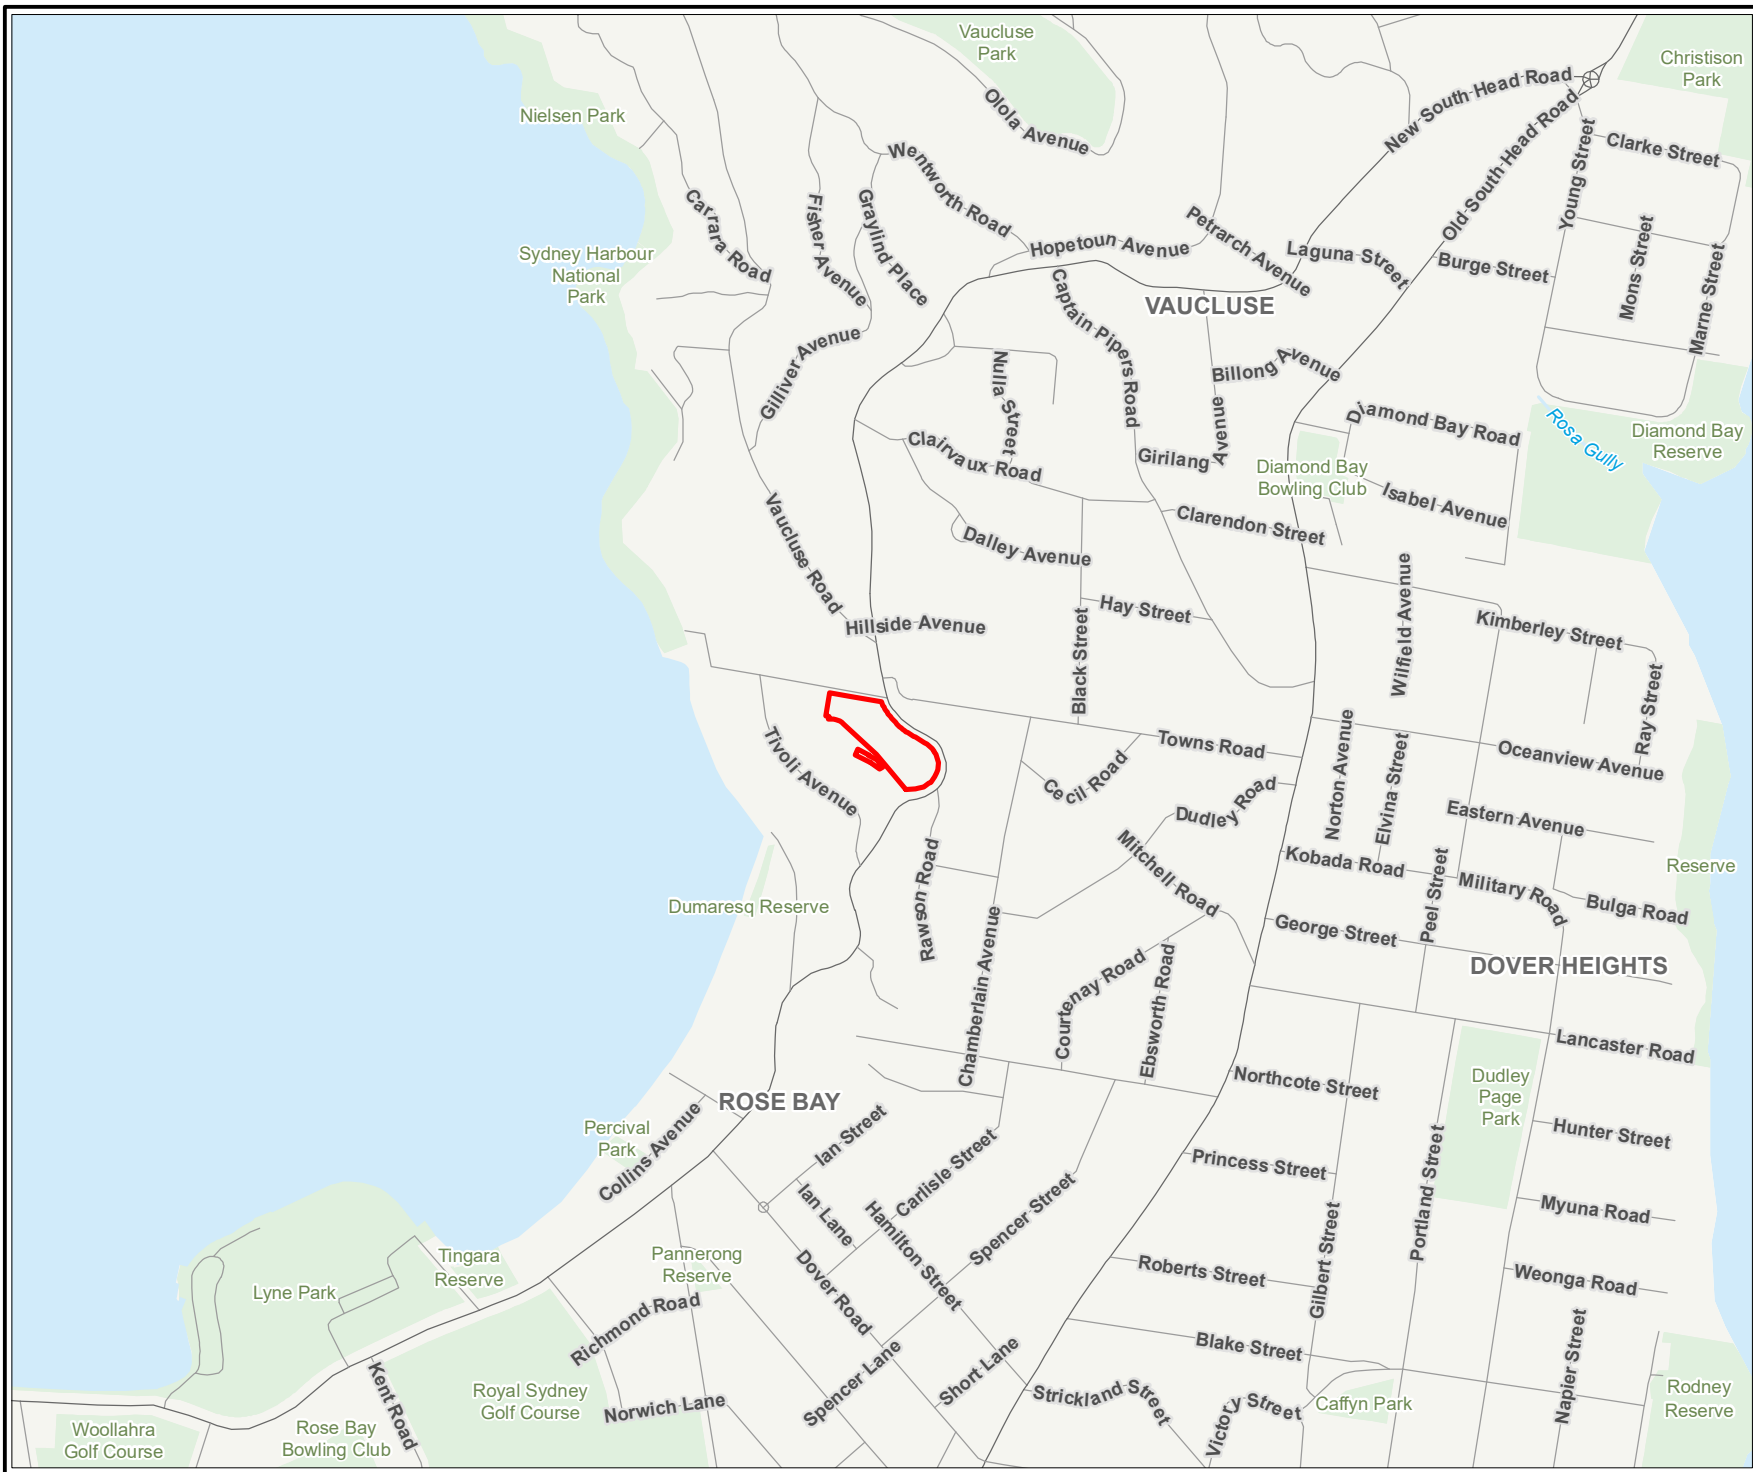 Vaucluse
Park
Christison
Park
Nielsen Park
New South Head Road
Olola Avenue
Clarke Street
Wentworth Road
Old South Head Road
Young Street
Carrara Road
Fisher Avenue
Graylind Place
Petrarch Avenue
Hopetoun Avenue
Laguna Street
Burge Street
Mons Street
Marne Street
Sydney Harbour
National
Park
Captain Pipers Road
VAUCLUSE
Gilliver Avenue
Nulla Street
Billong Avenue
Diamond Bay Road
Rosa Gully
Diamond Bay
Reserve
Clairvaux Road
Girilang Avenue
Diamond Bay
Bowling Club
Isabel Avenue
Vaucluse Road
Clarendon Street
Dalley Avenue
Wilfield Avenue
Hay Street
Hillside Avenue
Black Street
Kimberley Street
Ray Street
Tivoli Avenue
Towns Road
Cecil Road
Norton Avenue
Elvina Street
Oceanview Avenue
Dudley Road
Eastern Avenue
Mitchell Road
Kobada Road
Peel Street
Military Road
Reserve
Rawson Road
Dumaresq Reserve
Bulga Road
George Street
Chamberlain Avenue
Courtenay Road
Ebsworth Road
DOVER HEIGHTS
Lancaster Road
Northcote Street
Dudley
Page
Park
ROSE BAY
Percival
Park
Collins Avenue
Ian Street
Carlisle Street
Hunter Street
Princess Street
Portland Street
Ian Lane
Hamilton Street
Spencer Street
Gilbert Street
Myuna Road
Tingara
Reserve
Pannerong
Reserve
Dover Road
Roberts Street
Weonga Road
Lyne Park
Richmond Road
Blake Street
Napier Street
Kent Road
Spencer Lane
Short Lane
Strickland Street
Victory Street
Caffyn Park
Rodney
Reserve
Royal Sydney
Golf Course
Norwich Lane
Woollahra
Golf Course
Rose Bay
Bowling Club